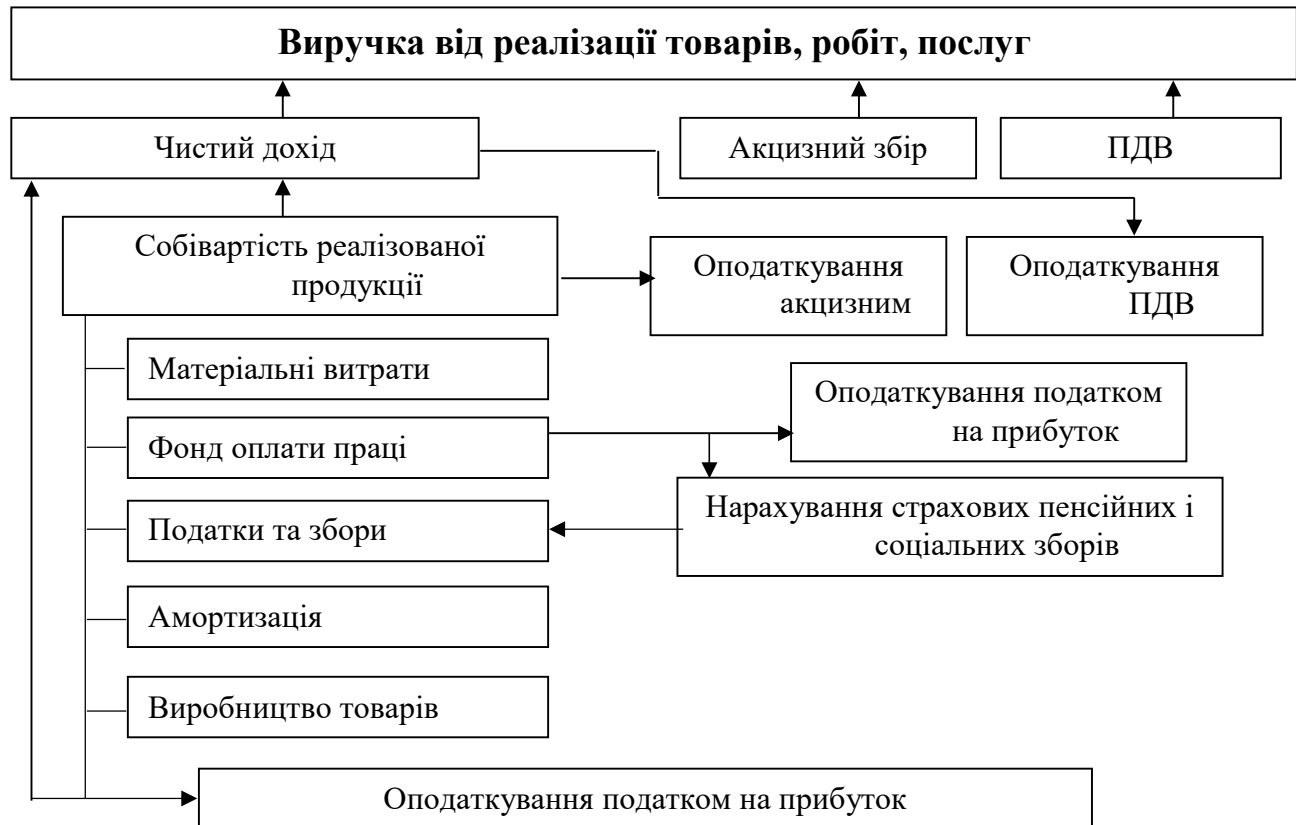 Виручка від реалізації товарів, робіт, послуг
Чистий дохід
Акцизний збір
ПДВ
Собівартість реалізованої
продукції
Оподаткування
акцизним
Оподаткування
ПДВ
Матеріальні витрати
Оподаткування податком
на прибуток
Фонд оплати праці
Нарахування страхових пенсійних і
соціальних зборів
Податки та збори
Амортизація
Виробництво товарів
Оподаткування податком на прибуток